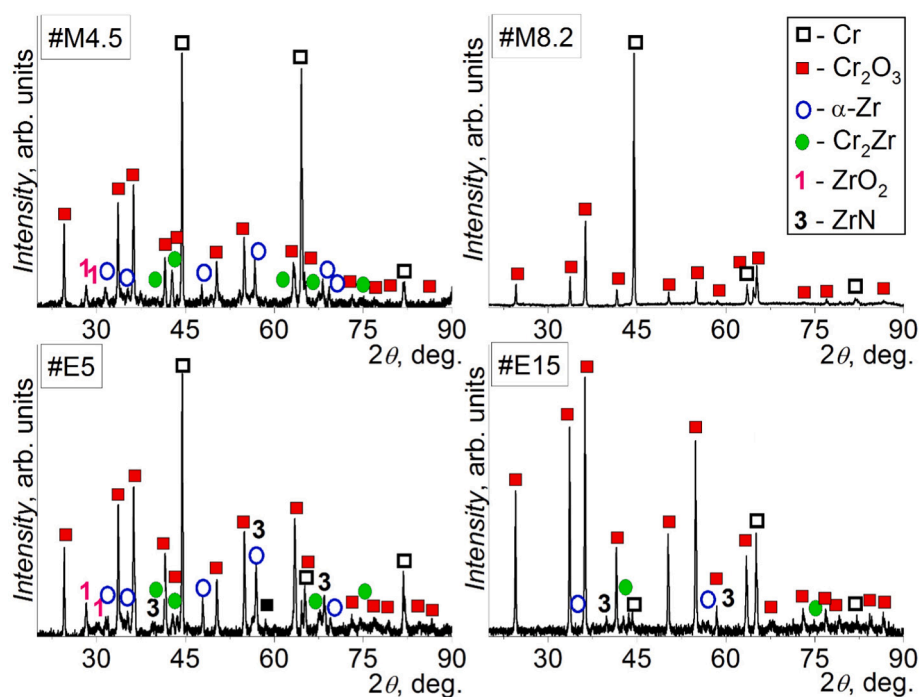 #M4.5
Intensity, arb. units
1
1
30 45 60 75 90
2θ, deg.
#M8.2
Intensity, arb. units
30 45 60 75 90
2θ, deg.
- Cr
- Cr₂O₃
- α-Zr
- Cr₂Zr
1 - ZrO₂
3 - ZrN
#E5
Intensity, arb. units
1
1
3
3
3
30 45 60 75 90
2θ, deg.
#E15
Intensity, arb. units
3
3
30 45 60 75 90
2θ, deg.